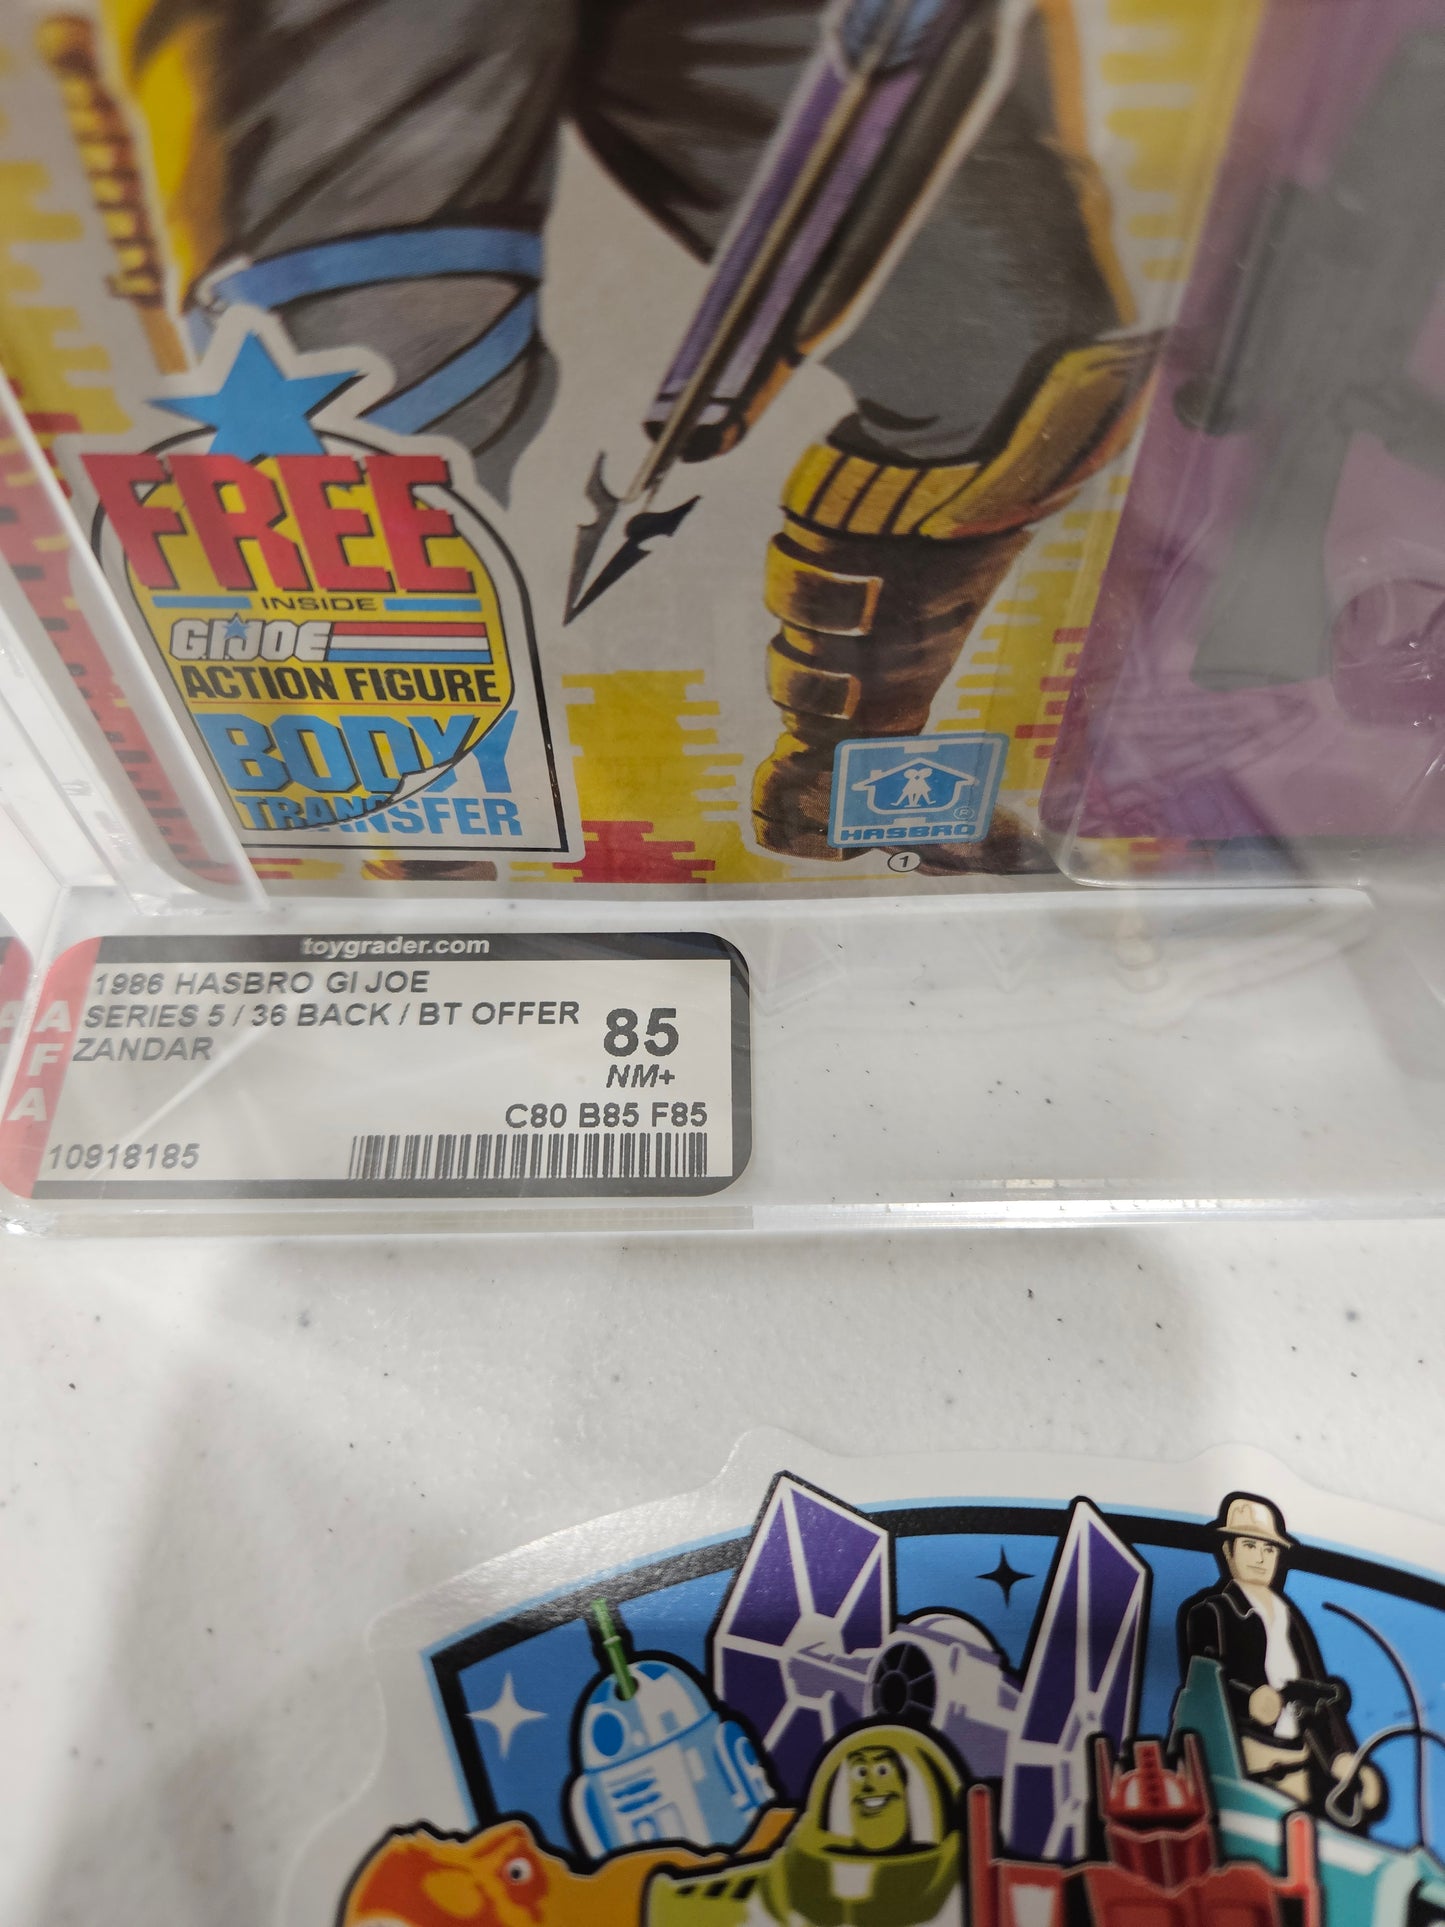 FREE
INSIDE
G.I.JOE
ACTION FIGURE
BODY
TRANSFER
HASBRO
R
1
toygrader.com
1986 HASBRO GI JOE
SERIES 5 / 36 BACK / BT OFFER
ZANDAR
85
NM+
C80 B85 F85
10918185
AFA